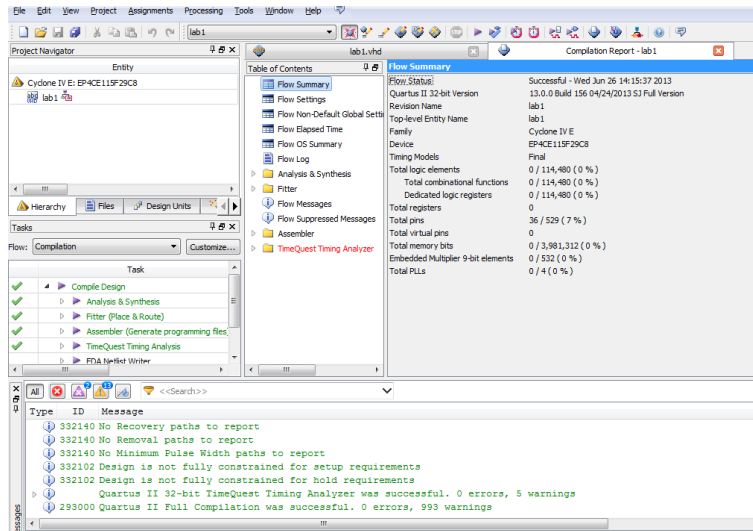 File Edit View Project Assignments Processing Tools Window Help
lab1
Project Navigator
Entity
Cyclone IV E: EP4CE115F29C8
lab1
Hierarchy Files Design Units
Tasks
Flow: Compilation Customize...
Task
Compile Design
Analysis & Synthesis
Fitter (Place & Route)
Assembler (Generate programming files)
TimeQuest Timing Analysis
EDA Netlist Writer
lab1.vhd
Compilation Report - lab1
Table of Contents
Flow Summary
Flow Settings
Flow Non-Default Global Setti
Flow Elapsed Time
Flow OS Summary
Flow Log
Analysis & Synthesis
Fitter
Flow Messages
Flow Suppressed Messages
Assembler
TimeQuest Timing Analyzer
Flow Summary
Flow Status Successful - Wed Jun 26 14:15:37 2013
Quartus II 32-bit Version 13.0.0 Build 156 04/24/2013 SJ Full Version
Revision Name lab1
Top-level Entity Name lab1
Family Cyclone IV E
Device EP4CE115F29C8
Timing Models Final
Total logic elements 0 / 114,480 ( 0 % )
Total combinational functions 0 / 114,480 ( 0 % )
Dedicated logic registers 0 / 114,480 ( 0 % )
Total registers 0
Total pins 36 / 529 ( 7 % )
Total virtual pins 0
Total memory bits 0 / 3,981,312 ( 0 % )
Embedded Multiplier 9-bit elements 0 / 532 ( 0 % )
Total PLLs 0 / 4 ( 0 % )
All <<Search>>
Type ID Message
332140 No Recovery paths to report
332140 No Removal paths to report
332140 No Minimum Pulse Width paths to report
332102 Design is not fully constrained for setup requirements
332102 Design is not fully constrained for hold requirements
Quartus II 32-bit TimeQuest Timing Analyzer was successful. 0 errors, 5 warnings
293000 Quartus II Full Compilation was successful. 0 errors, 993 warnings